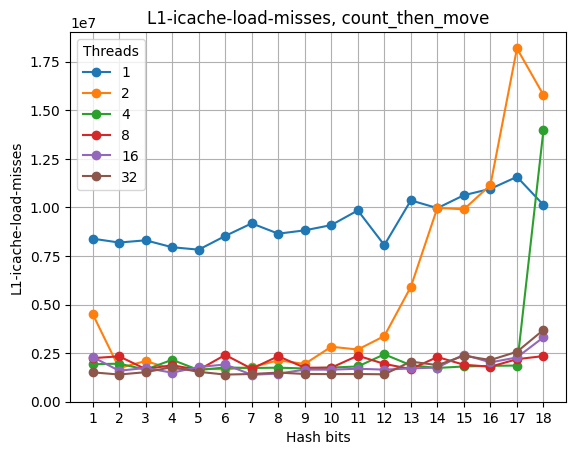 L1-icache-load-misses, count_then_move
1e7
Threads
1
2
4
8
16
32
1.75
1.50
1.25
1.00
0.75
0.50
0.25
0.00
L1-icache-load-misses
1 2 3 4 5 6 7 8 9 10 11 12 13 14 15 16 17 18
Hash bits